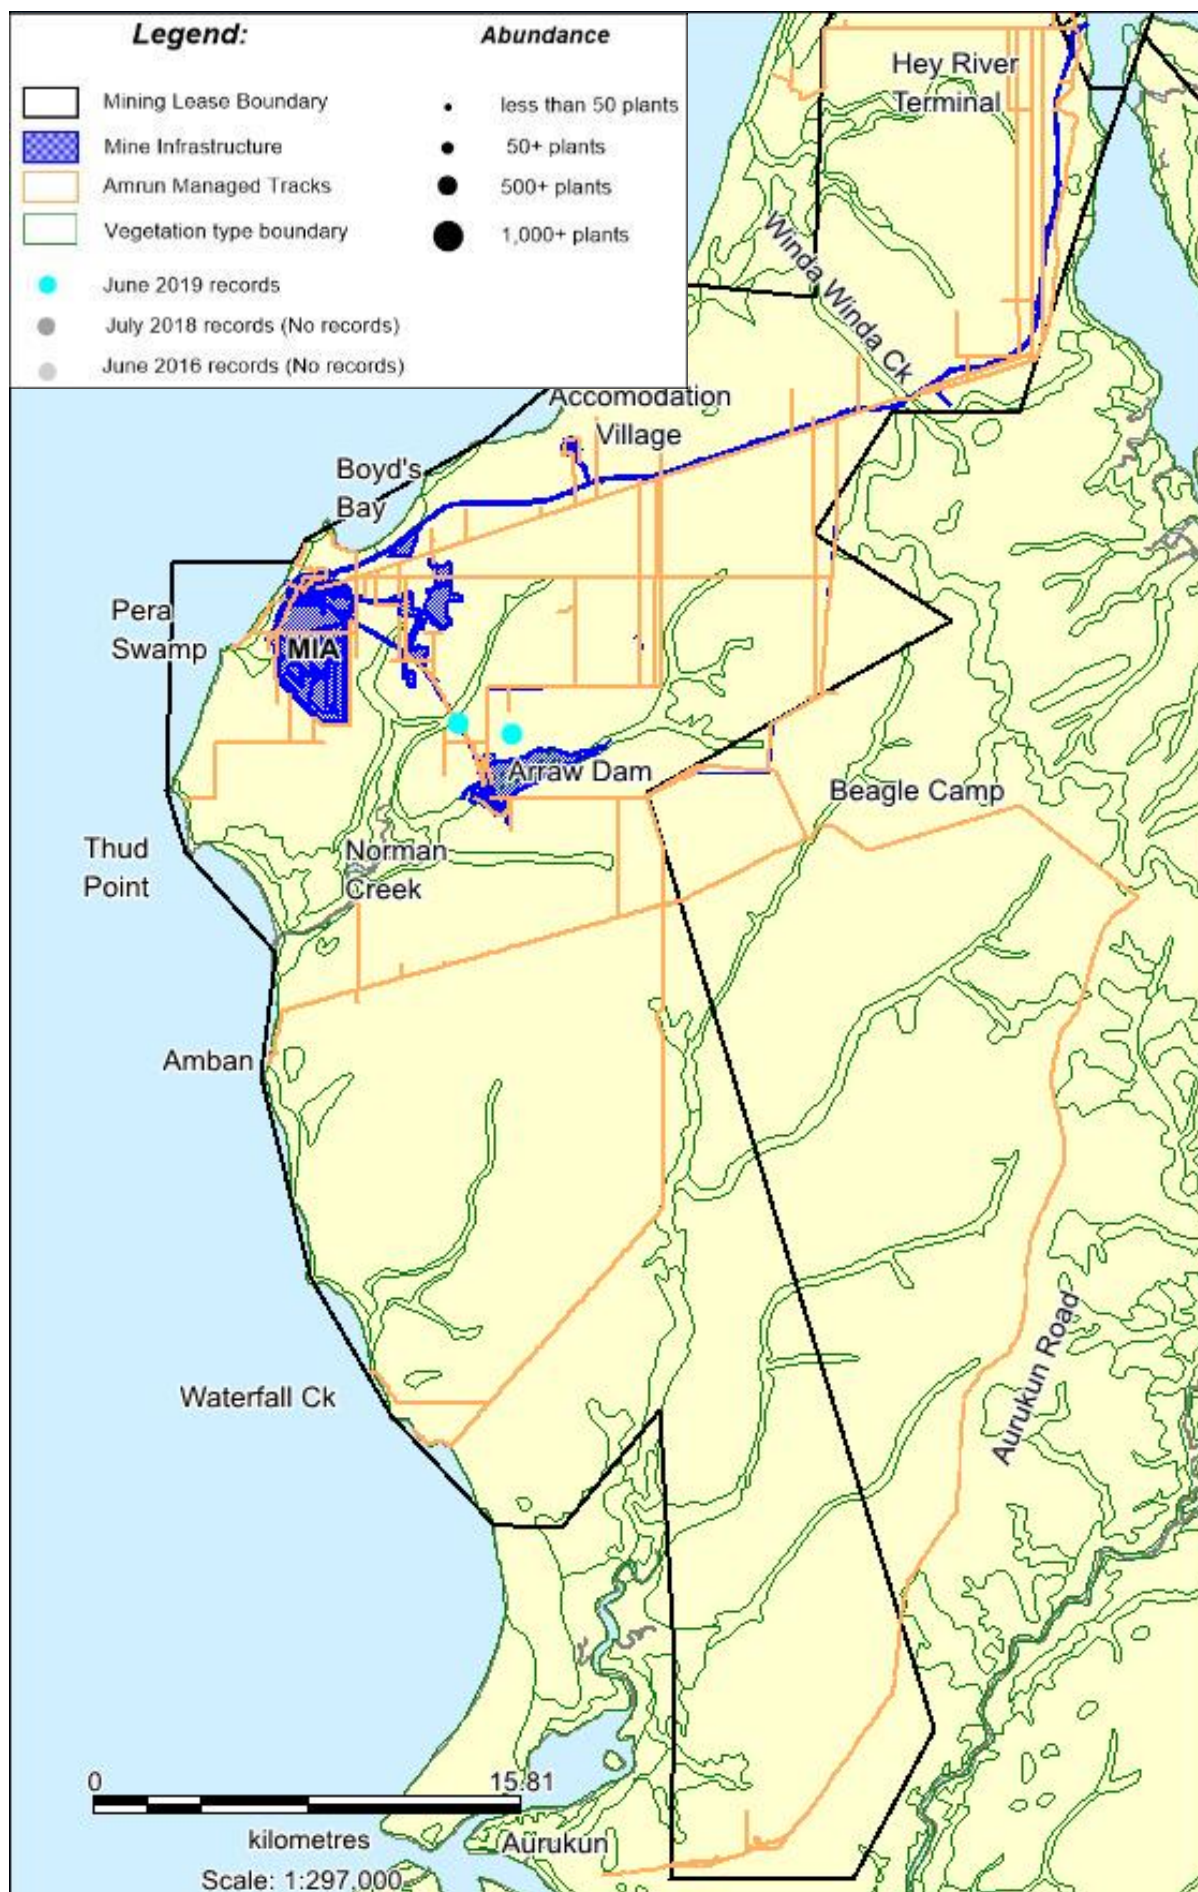 Legend:
Abundance
Mining Lease Boundary
less than 50 plants
Mine Infrastructure
50+ plants
Amrun Managed Tracks
500+ plants
Vegetation type boundary
1,000+ plants
June 2019 records
July 2018 records (No records)
June 2016 records (No records)
Hey River
Terminal
Winda Winda Ck
Accomodation
Village
Boyd's
Bay
Pera
Swamp
MIA
Arraw Dam
Beagle Camp
Thud
Point
Norman
Creek
Amban
Aurukun Road
Waterfall Ck
0
15.81
kilometres
Scale: 1:297,000
Aurukun